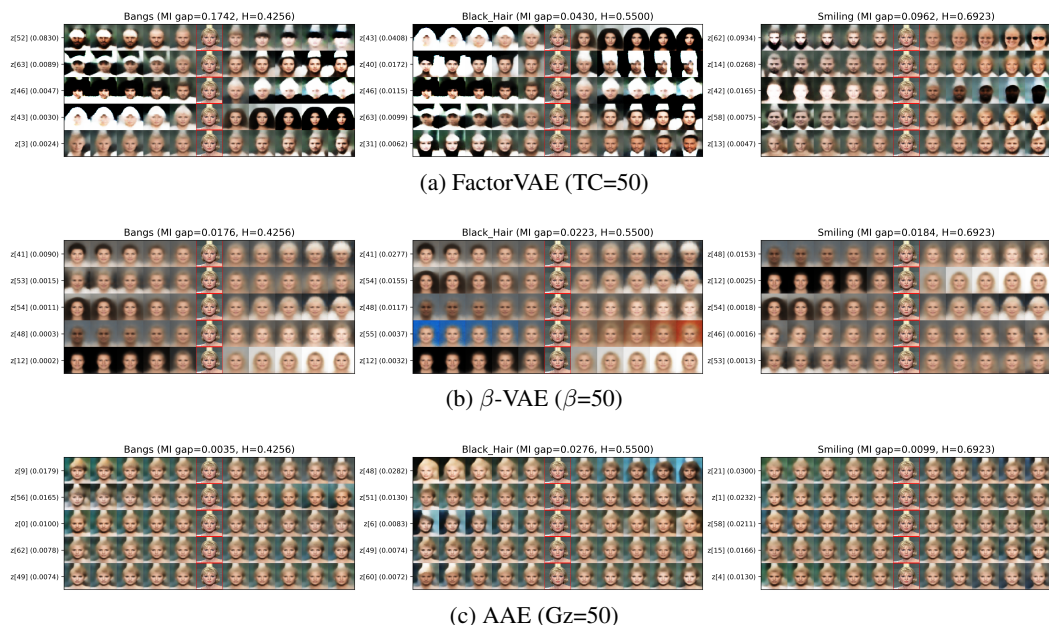 Bangs (MI gap=0.1742, H=0.4256)
z[52] (0.0830)
z[63] (0.0089)
z[46] (0.0047)
z[43] (0.0030)
z[3] (0.0024)
Black_Hair (MI gap=0.0430, H=0.5500)
z[43] (0.0408)
z[40] (0.0172)
z[46] (0.0115)
z[63] (0.0099)
z[31] (0.0062)
Smiling (MI gap=0.0962, H=0.6923)
z[62] (0.0934)
z[14] (0.0268)
z[42] (0.0165)
z[58] (0.0075)
z[13] (0.0047)
(a) FactorVAE (TC=50)
Bangs (MI gap=0.0176, H=0.4256)
z[41] (0.0090)
z[53] (0.0015)
z[54] (0.0011)
z[48] (0.0003)
z[12] (0.0002)
Black_Hair (MI gap=0.0223, H=0.5500)
z[41] (0.0277)
z[54] (0.0155)
z[48] (0.0117)
z[55] (0.0037)
z[12] (0.0032)
Smiling (MI gap=0.0184, H=0.6923)
z[48] (0.0153)
z[12] (0.0025)
z[54] (0.0018)
z[46] (0.0016)
z[53] (0.0013)
(b) β-VAE (β=50)
Bangs (MI gap=0.0035, H=0.4256)
z[9] (0.0179)
z[56] (0.0165)
z[0] (0.0100)
z[62] (0.0078)
z[49] (0.0074)
Black_Hair (MI gap=0.0276, H=0.5500)
z[48] (0.0282)
z[51] (0.0130)
z[6] (0.0083)
z[49] (0.0074)
z[60] (0.0072)
Smiling (MI gap=0.0099, H=0.6923)
z[21] (0.0300)
z[1] (0.0232)
z[58] (0.0211)
z[15] (0.0166)
z[4] (0.0130)
(c) AAE (Gz=50)